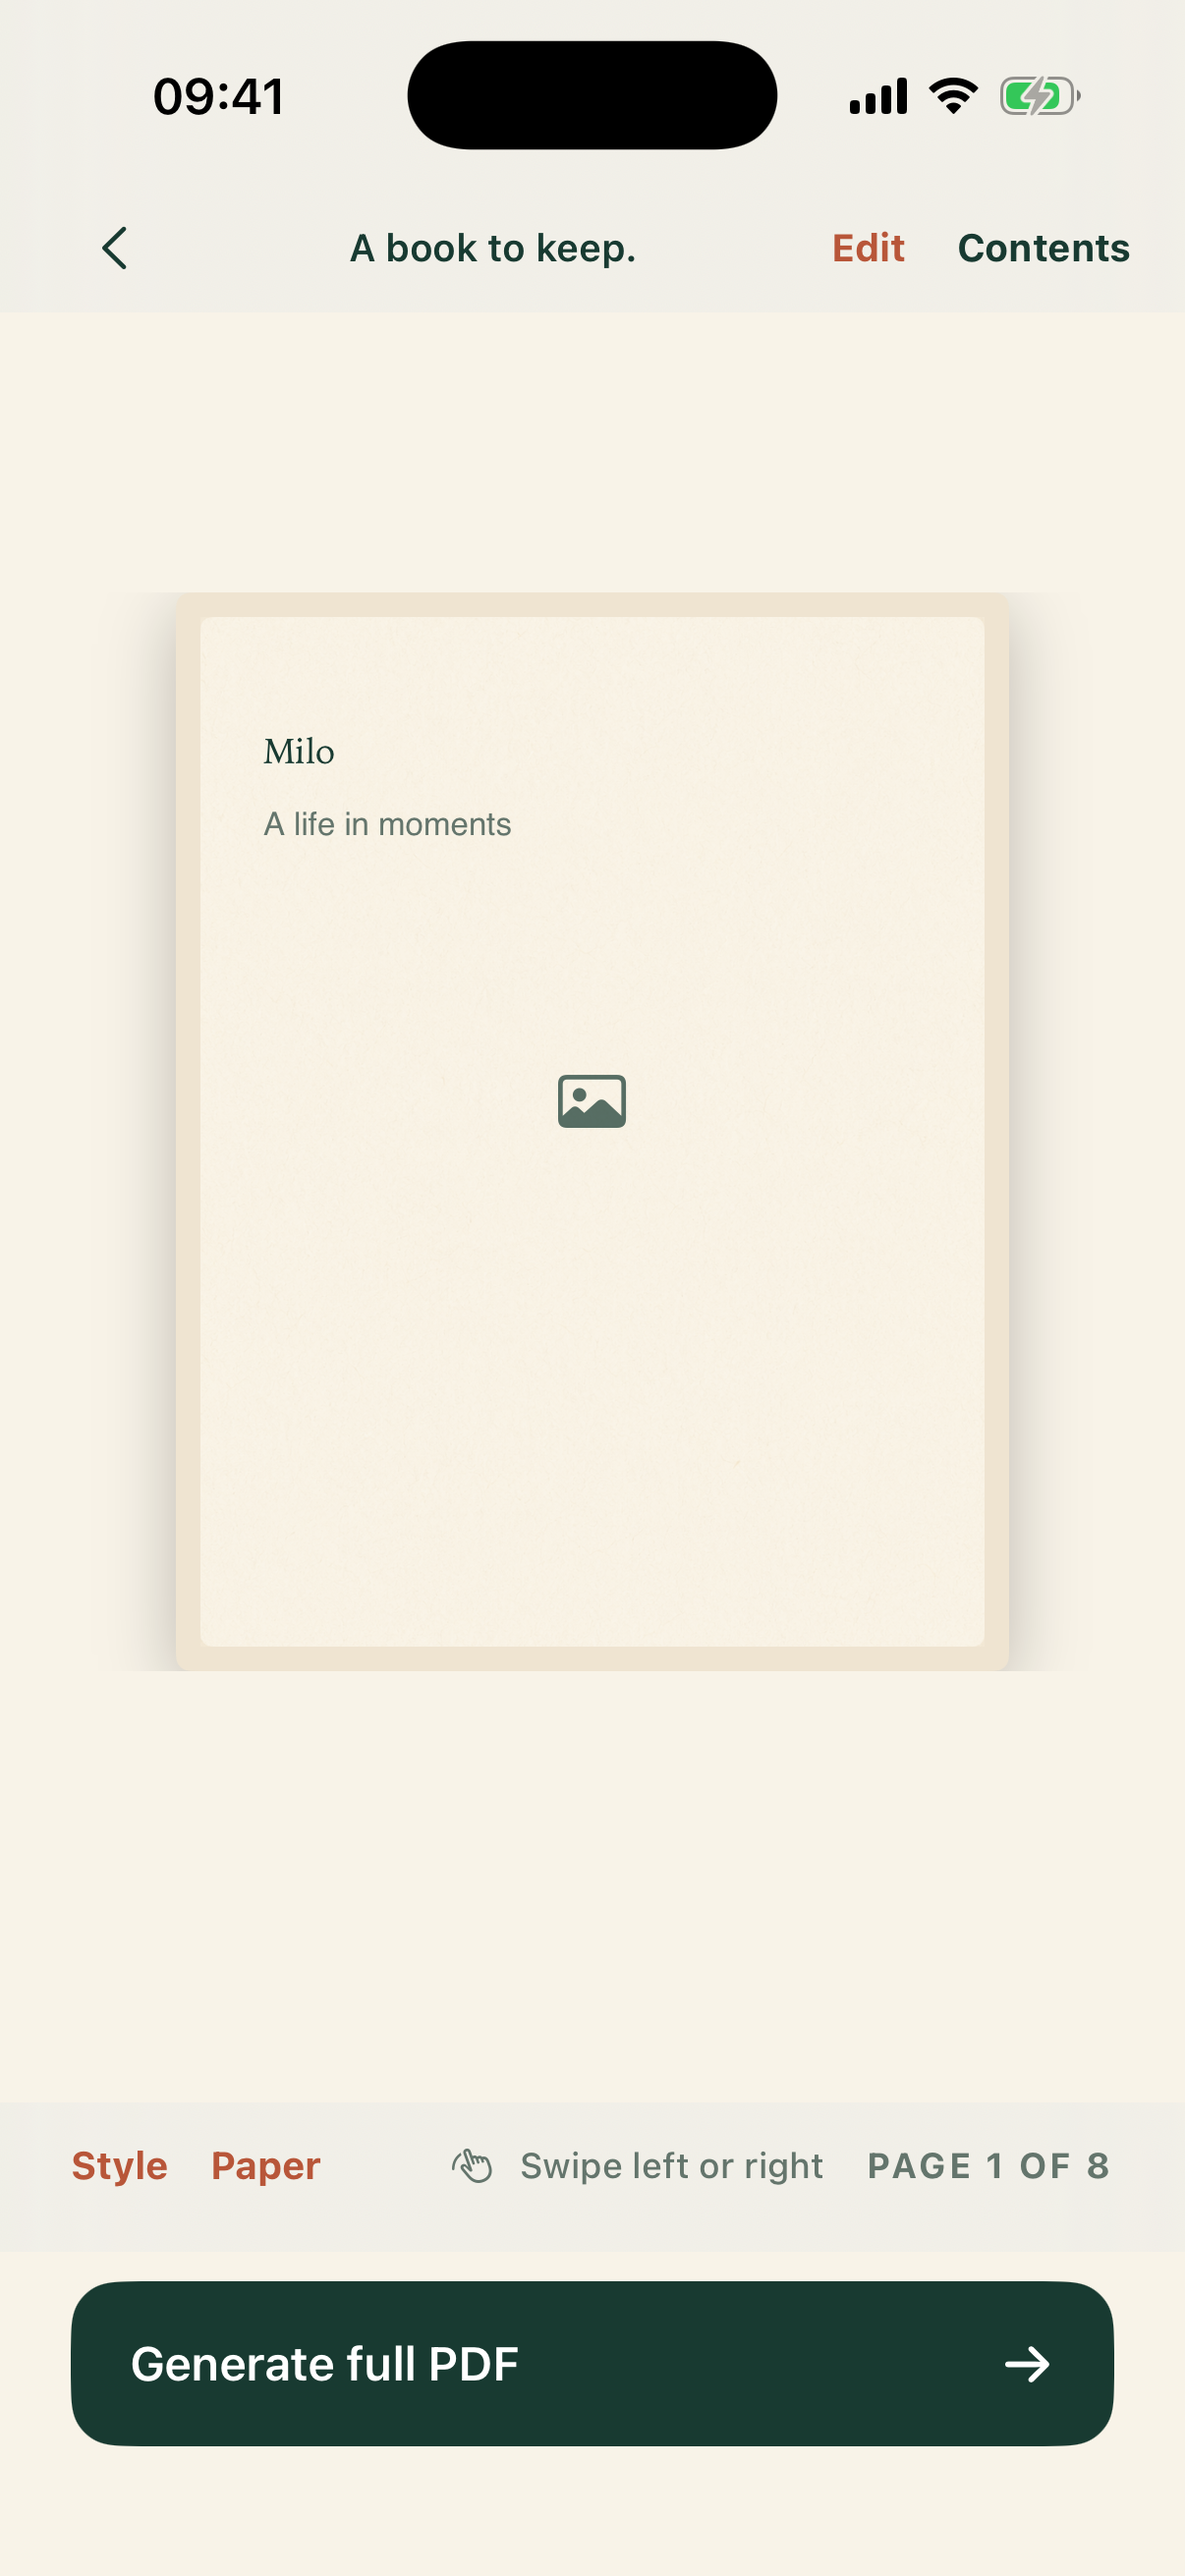 09:41
A book to keep. Edit Contents
Milo
A life in moments
Style Paper Swipe left or right PAGE 1 OF 8
Generate full PDF